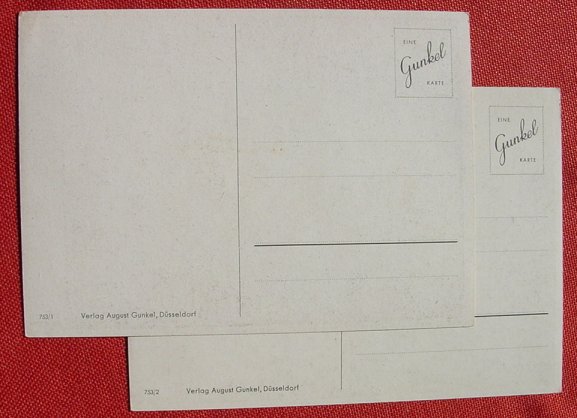 EINE
Gunkel
KARTE
753/1 Verlag August Gunkel, Düsseldorf
EINE
Gunkel
KARTE
753/2 Verlag August Gunkel, Düsseldorf